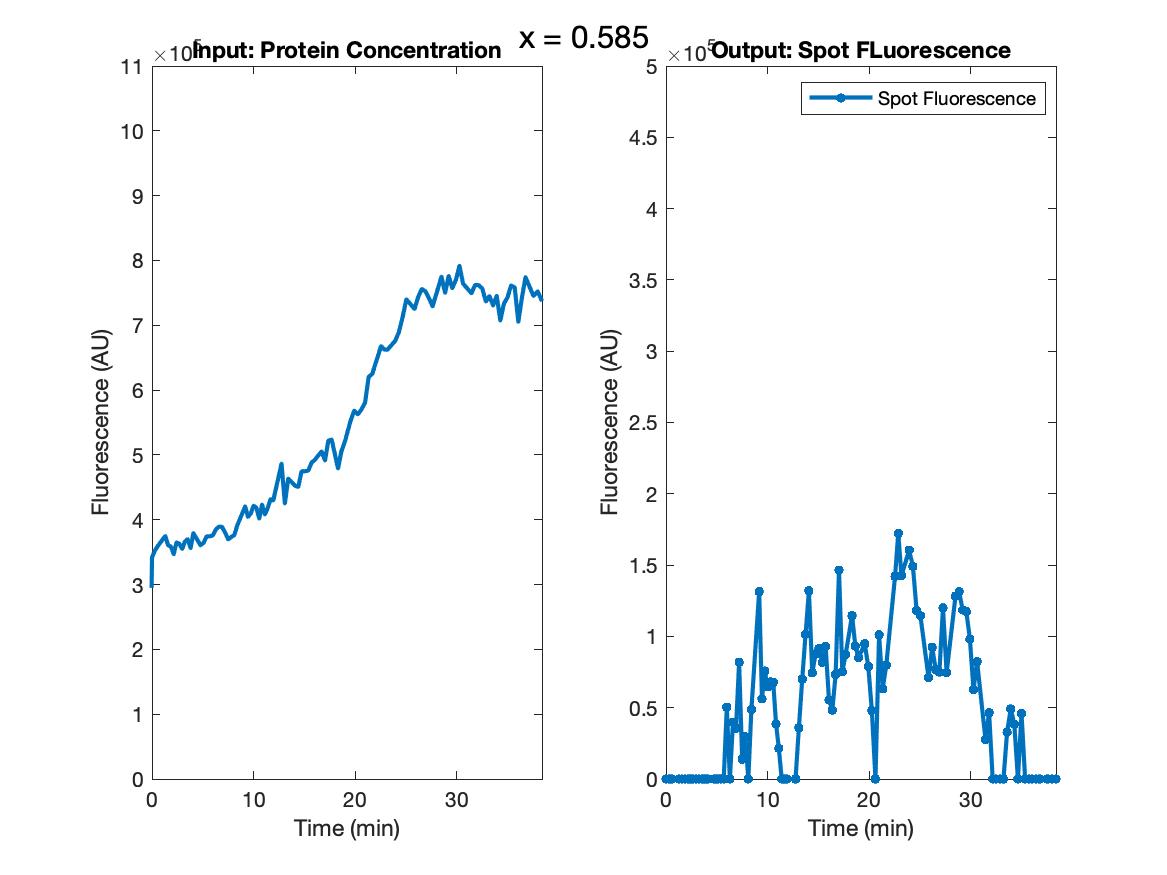 x = 0.585
×10⁵
Input: Protein Concentration
11
10
9
8
7
6
5
4
3
2
1
0
0 10 20 30
Time (min)
Fluorescence (AU)
×10⁵
Output: Spot FLuorescence
Spot Fluorescence
5
4.5
4
3.5
3
2.5
2
1.5
1
0.5
0
0 10 20 30
Time (min)
Fluorescence (AU)